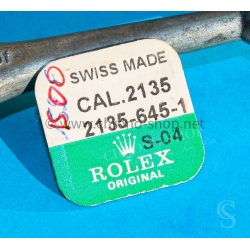 1500
SWISS MADE
CAL.2135
2135-645-1
S-04
ROLEX
ORIGINAL